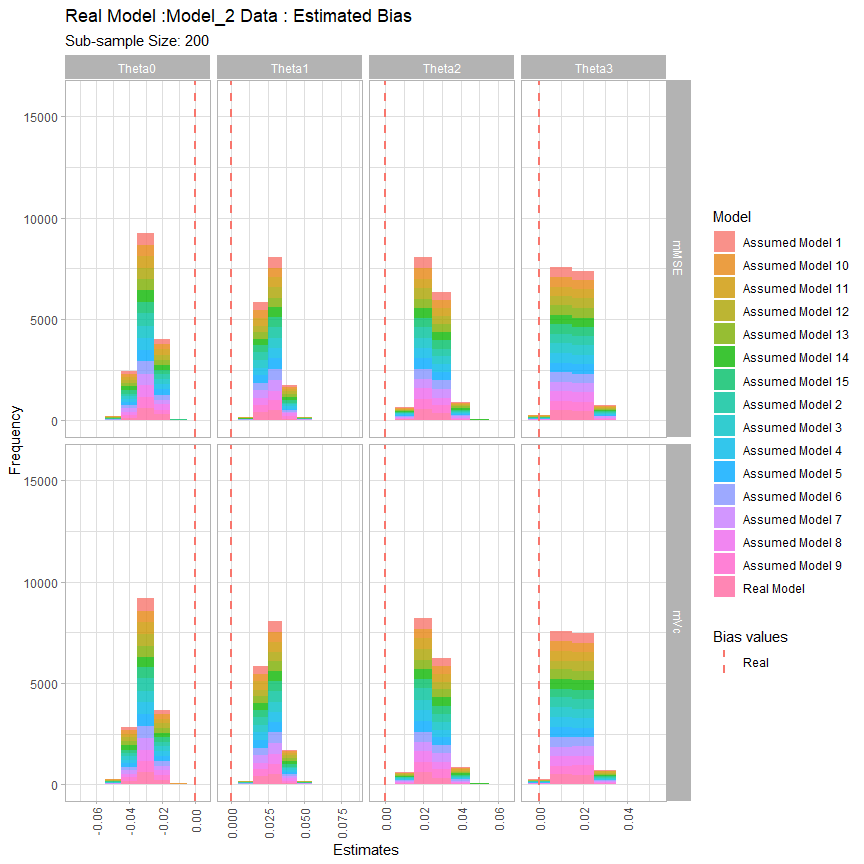 Real Model :Model_2 Data : Estimated Bias
Sub-sample Size: 200
Theta0 Theta1 Theta2 Theta3
15000
10000
5000
0
mMSE
15000
10000
5000
0
mVc
Frequency
-0.06 -0.04 -0.02 0.00 0.000 0.025 0.050 0.075 0.00 0.02 0.04 0.06 0.00 0.02 0.04
Estimates
Model
Assumed Model 1
Assumed Model 10
Assumed Model 11
Assumed Model 12
Assumed Model 13
Assumed Model 14
Assumed Model 15
Assumed Model 2
Assumed Model 3
Assumed Model 4
Assumed Model 5
Assumed Model 6
Assumed Model 7
Assumed Model 8
Assumed Model 9
Real Model
Bias values
Real